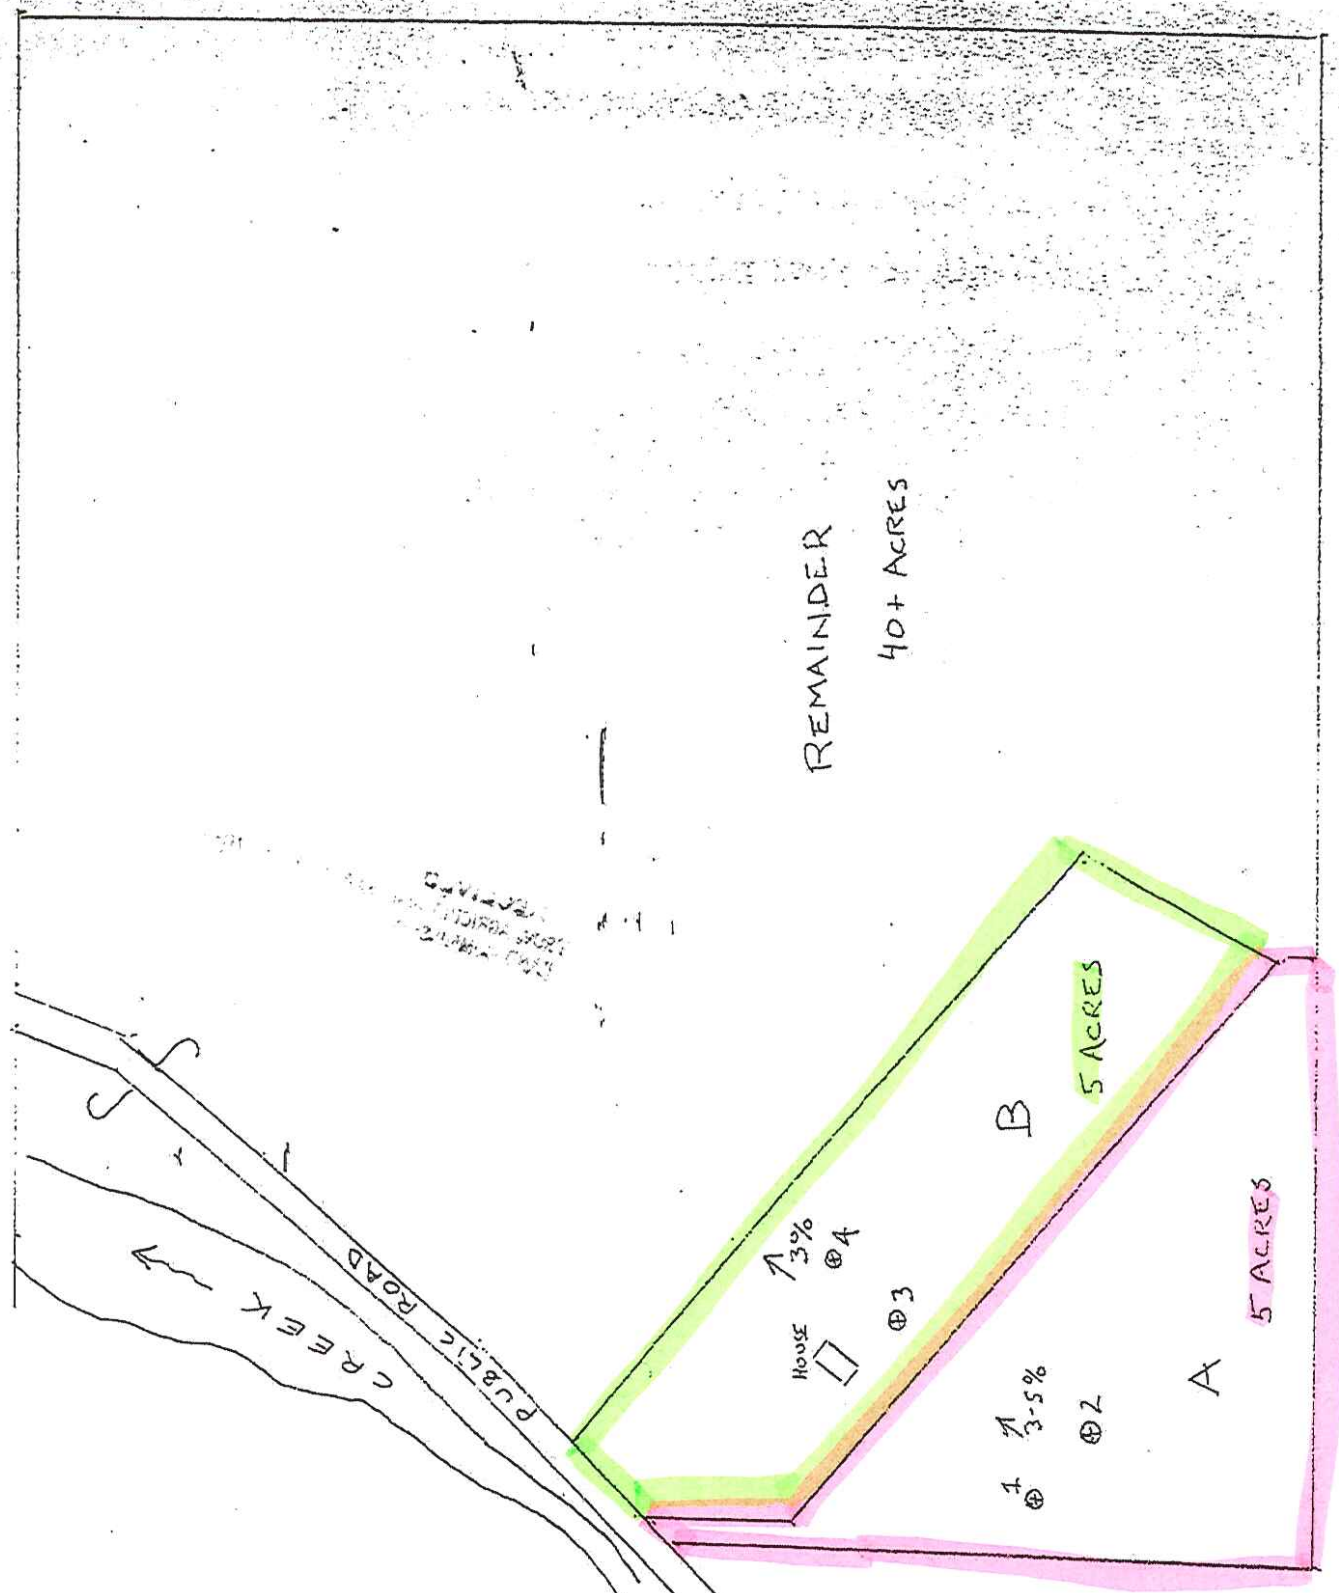 REMAINDER
40+ ACRES
CREEK
PUBLIC ROAD
HOUSE
3%
4
3
B
5 ACRES
1
3-5%
2
A
5 ACRES